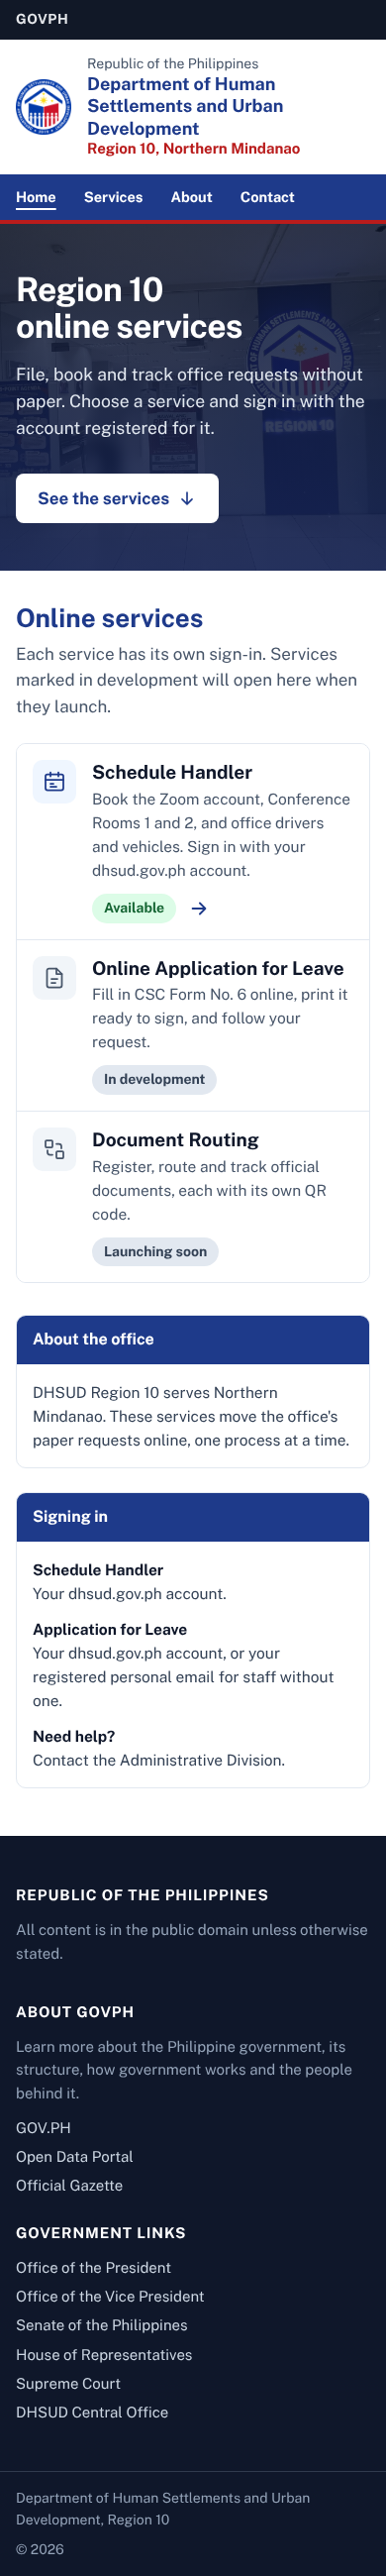 GOVPH
Republic of the Philippines
Department of Human
Settlements and Urban
Development
Region 10, Northern Mindanao
Home Services About Contact
Region 10
online services
File, book and track office requests without
paper. Choose a service and sign in with the
account registered for it.
REGION 10
See the services ↓
Online services
Each service has its own sign-in. Services
marked in development will open here when
they launch.
Schedule Handler
Book the Zoom account, Conference
Rooms 1 and 2, and office drivers
and vehicles. Sign in with your
dhsud.gov.ph account.
Available →
Online Application for Leave
Fill in CSC Form No. 6 online, print it
ready to sign, and follow your
request.
In development
Document Routing
Register, route and track official
documents, each with its own QR
code.
Launching soon
About the office
DHSUD Region 10 serves Northern
Mindanao. These services move the office's
paper requests online, one process at a time.
Signing in
Schedule Handler
Your dhsud.gov.ph account.
Application for Leave
Your dhsud.gov.ph account, or your
registered personal email for staff without
one.
Need help?
Contact the Administrative Division.
REPUBLIC OF THE PHILIPPINES
All content is in the public domain unless otherwise
stated.
ABOUT GOVPH
Learn more about the Philippine government, its
structure, how government works and the people
behind it.
GOV.PH
Open Data Portal
Official Gazette
GOVERNMENT LINKS
Office of the President
Office of the Vice President
Senate of the Philippines
House of Representatives
Supreme Court
DHSUD Central Office
Department of Human Settlements and Urban
Development, Region 10
© 2026